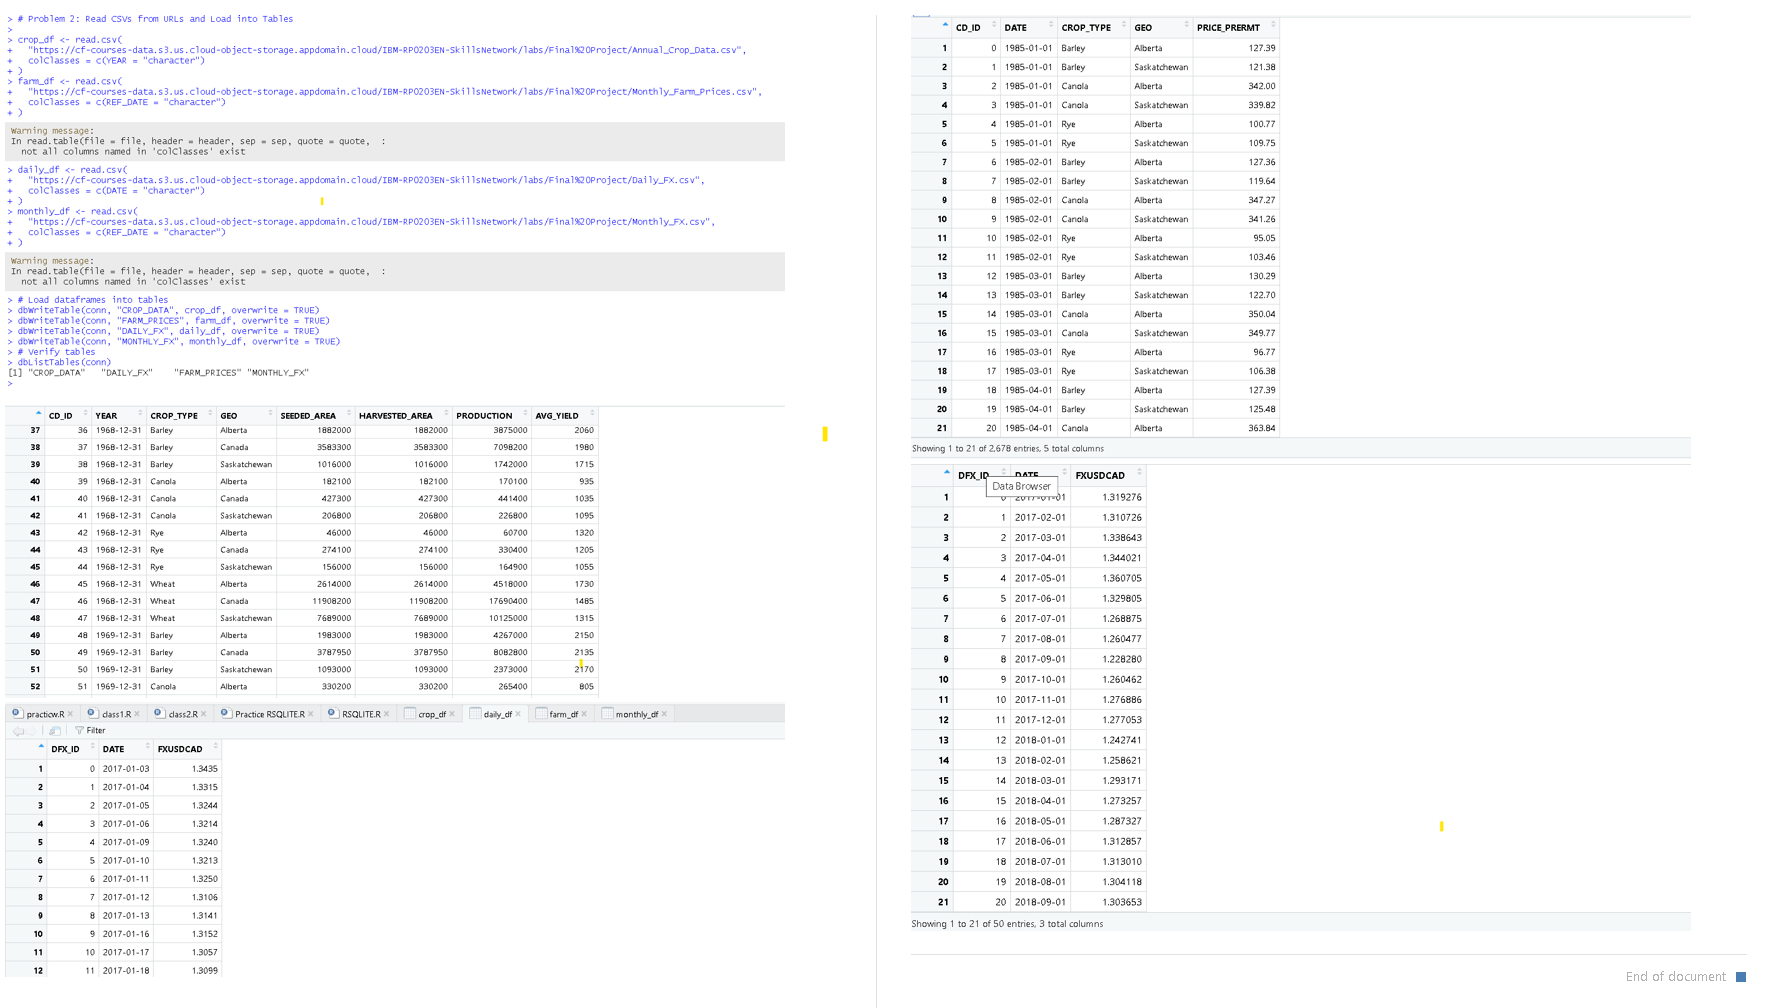 > # Problem 2: Read CSVs from URLs and Load into Tables
>
> crop_df <- read.csv(
+   "https://cf-courses-data.s3.us.cloud-object-storage.appdomain.cloud/IBM-RP0203EN-SkillsNetwork/labs/Final%20Project/Annual_Crop_Data.csv",
+   colClasses = c(YEAR = "character")
+ )
> farm_df <- read.csv(
+   "https://cf-courses-data.s3.us.cloud-object-storage.appdomain.cloud/IBM-RP0203EN-SkillsNetwork/labs/Final%20Project/Monthly_Farm_Prices.csv",
+   colClasses = c(REF_DATE = "character")
+ )
Warning message:
In read.table(file = file, header = header, sep = sep, quote = quote,  :
  not all columns named in 'colClasses' exist
> daily_df <- read.csv(
+   "https://cf-courses-data.s3.us.cloud-object-storage.appdomain.cloud/IBM-RP0203EN-SkillsNetwork/labs/Final%20Project/Daily_FX.csv",
+   colClasses = c(DATE = "character")
+ )
> monthly_df <- read.csv(
+   "https://cf-courses-data.s3.us.cloud-object-storage.appdomain.cloud/IBM-RP0203EN-SkillsNetwork/labs/Final%20Project/Monthly_FX.csv",
+   colClasses = c(REF_DATE = "character")
+ )
Warning message:
In read.table(file = file, header = header, sep = sep, quote = quote,  :
  not all columns named in 'colClasses' exist
> # Load dataframes into tables
> dbWriteTable(conn, "CROP_DATA", crop_df, overwrite = TRUE)
> dbWriteTable(conn, "FARM_PRICES", farm_df, overwrite = TRUE)
> dbWriteTable(conn, "DAILY_FX", daily_df, overwrite = TRUE)
> dbWriteTable(conn, "MONTHLY_FX", monthly_df, overwrite = TRUE)
> # Verify tables
> dbListTables(conn)
[1] "CROP_DATA"   "DAILY_FX"    "FARM_PRICES" "MONTHLY_FX"
>
CD_ID YEAR CROP_TYPE GEO SEEDED_AREA HARVESTED_AREA PRODUCTION AVG_YIELD
37 36 1968-12-31 Barley Alberta 1882000 1882000 3875000 2060
38 37 1968-12-31 Barley Canada 3583300 3583300 7098200 1980
39 38 1968-12-31 Barley Saskatchewan 1016000 1016000 1742000 1715
40 39 1968-12-31 Canola Alberta 182100 182100 170100 935
41 40 1968-12-31 Canola Canada 427300 427300 441400 1035
42 41 1968-12-31 Canola Saskatchewan 206800 206800 226800 1095
43 42 1968-12-31 Rye Alberta 46000 46000 60700 1320
44 43 1968-12-31 Rye Canada 274100 274100 330400 1205
45 44 1968-12-31 Rye Saskatchewan 156000 156000 164900 1055
46 45 1968-12-31 Wheat Alberta 2614000 2614000 4518000 1730
47 46 1968-12-31 Wheat Canada 11908200 11908200 17690400 1485
48 47 1968-12-31 Wheat Saskatchewan 7689000 7689000 10125000 1315
49 48 1969-12-31 Barley Alberta 1983000 1983000 4267000 2150
50 49 1969-12-31 Barley Canada 3787950 3787950 8082800 2135
51 50 1969-12-31 Barley Saskatchewan 1093000 1093000 2373000 2170
52 51 1969-12-31 Canola Alberta 330200 330200 265400 805
practicw.R class1.R class2.R Practice RSQLITE.R RSQLITE.R crop_df daily_df farm_df monthly_df
Filter
DFX_ID DATE FXUSDCAD
1 0 2017-01-03 1.3435
2 1 2017-01-04 1.3315
3 2 2017-01-05 1.3244
4 3 2017-01-06 1.3214
5 4 2017-01-09 1.3240
6 5 2017-01-10 1.3213
7 6 2017-01-11 1.3250
8 7 2017-01-12 1.3106
9 8 2017-01-13 1.3141
10 9 2017-01-16 1.3152
11 10 2017-01-17 1.3057
12 11 2017-01-18 1.3099
CD_ID DATE CROP_TYPE GEO PRICE_PRERMT
1 0 1985-01-01 Barley Alberta 127.39
2 1 1985-01-01 Barley Saskatchewan 121.38
3 2 1985-01-01 Canola Alberta 342.00
4 3 1985-01-01 Canola Saskatchewan 339.82
5 4 1985-01-01 Rye Alberta 100.77
6 5 1985-01-01 Rye Saskatchewan 109.75
7 6 1985-02-01 Barley Alberta 127.36
8 7 1985-02-01 Barley Saskatchewan 119.64
9 8 1985-02-01 Canola Alberta 347.27
10 9 1985-02-01 Canola Saskatchewan 341.26
11 10 1985-02-01 Rye Alberta 95.05
12 11 1985-02-01 Rye Saskatchewan 103.46
13 12 1985-03-01 Barley Alberta 130.29
14 13 1985-03-01 Barley Saskatchewan 122.70
15 14 1985-03-01 Canola Alberta 350.04
16 15 1985-03-01 Canola Saskatchewan 349.77
17 16 1985-03-01 Rye Alberta 96.77
18 17 1985-03-01 Rye Saskatchewan 106.38
19 18 1985-04-01 Barley Alberta 127.39
20 19 1985-04-01 Barley Saskatchewan 125.48
21 20 1985-04-01 Canola Alberta 363.84
Showing 1 to 21 of 2,678 entries, 5 total columns
DFX_ID DATE FXUSDCAD
Data Browser
1 0 2017-01-01 1.319276
2 1 2017-02-01 1.310726
3 2 2017-03-01 1.338643
4 3 2017-04-01 1.344021
5 4 2017-05-01 1.360705
6 5 2017-06-01 1.329805
7 6 2017-07-01 1.268875
8 7 2017-08-01 1.260477
9 8 2017-09-01 1.228280
10 9 2017-10-01 1.260462
11 10 2017-11-01 1.276886
12 11 2017-12-01 1.277053
13 12 2018-01-01 1.242741
14 13 2018-02-01 1.258621
15 14 2018-03-01 1.293171
16 15 2018-04-01 1.273257
17 16 2018-05-01 1.287327
18 17 2018-06-01 1.312857
19 18 2018-07-01 1.313010
20 19 2018-08-01 1.304118
21 20 2018-09-01 1.303653
Showing 1 to 21 of 50 entries, 3 total columns
End of document